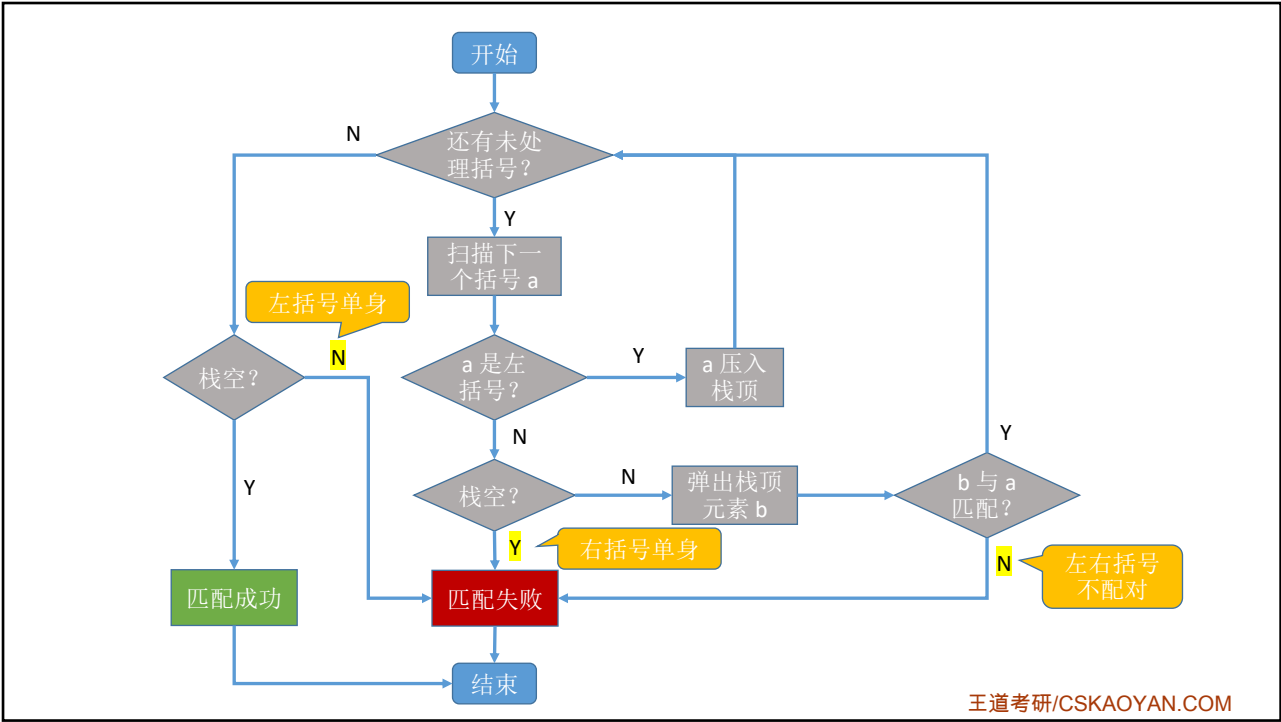 开始
N
还有未处
理括号？
Y
扫描下一
个括号 a
左括号单身
栈空？
N
a 是左
括号？
Y
a 压入
栈顶
N
Y
Y
栈空？
N
弹出栈顶
元素 b
b 与 a
匹配？
Y
右括号单身
N
左右括号
不配对
匹配成功
匹配失败
结束
王道考研/CSKAOYAN.COM